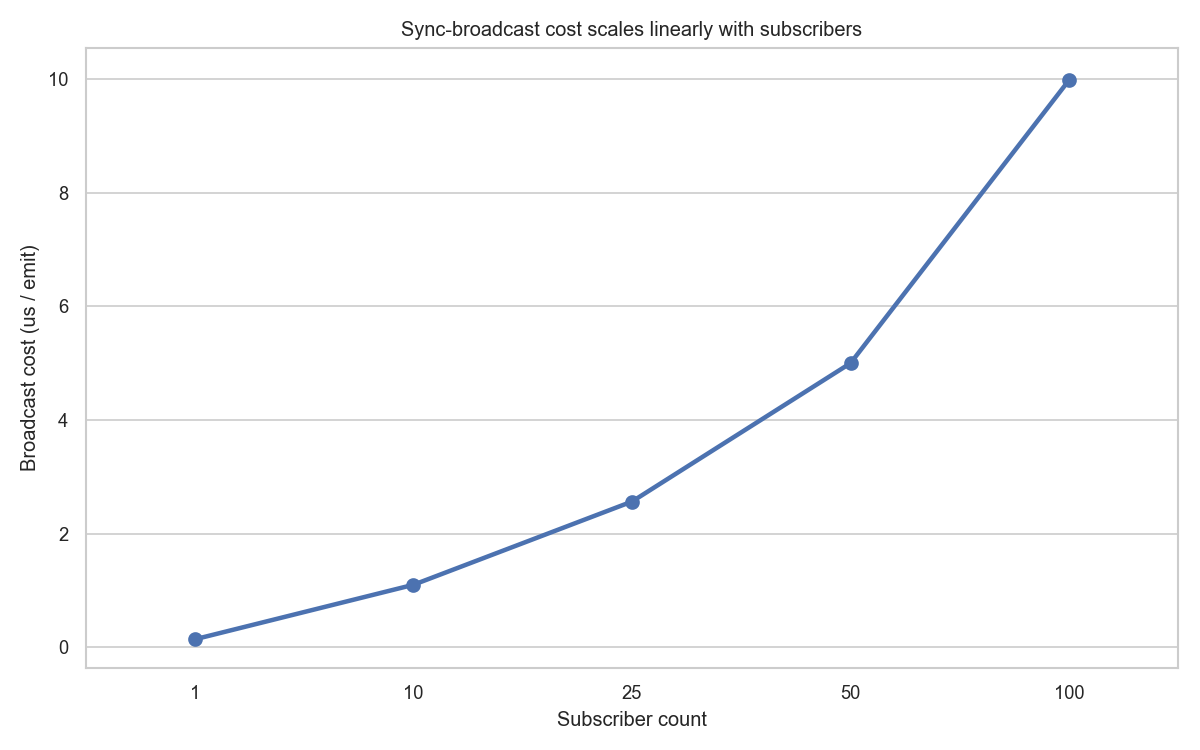 Sync-broadcast cost scales linearly with subscribers
10
8
6
4
2
0
Broadcast cost (us / emit)
1 10 25 50 100
Subscriber count